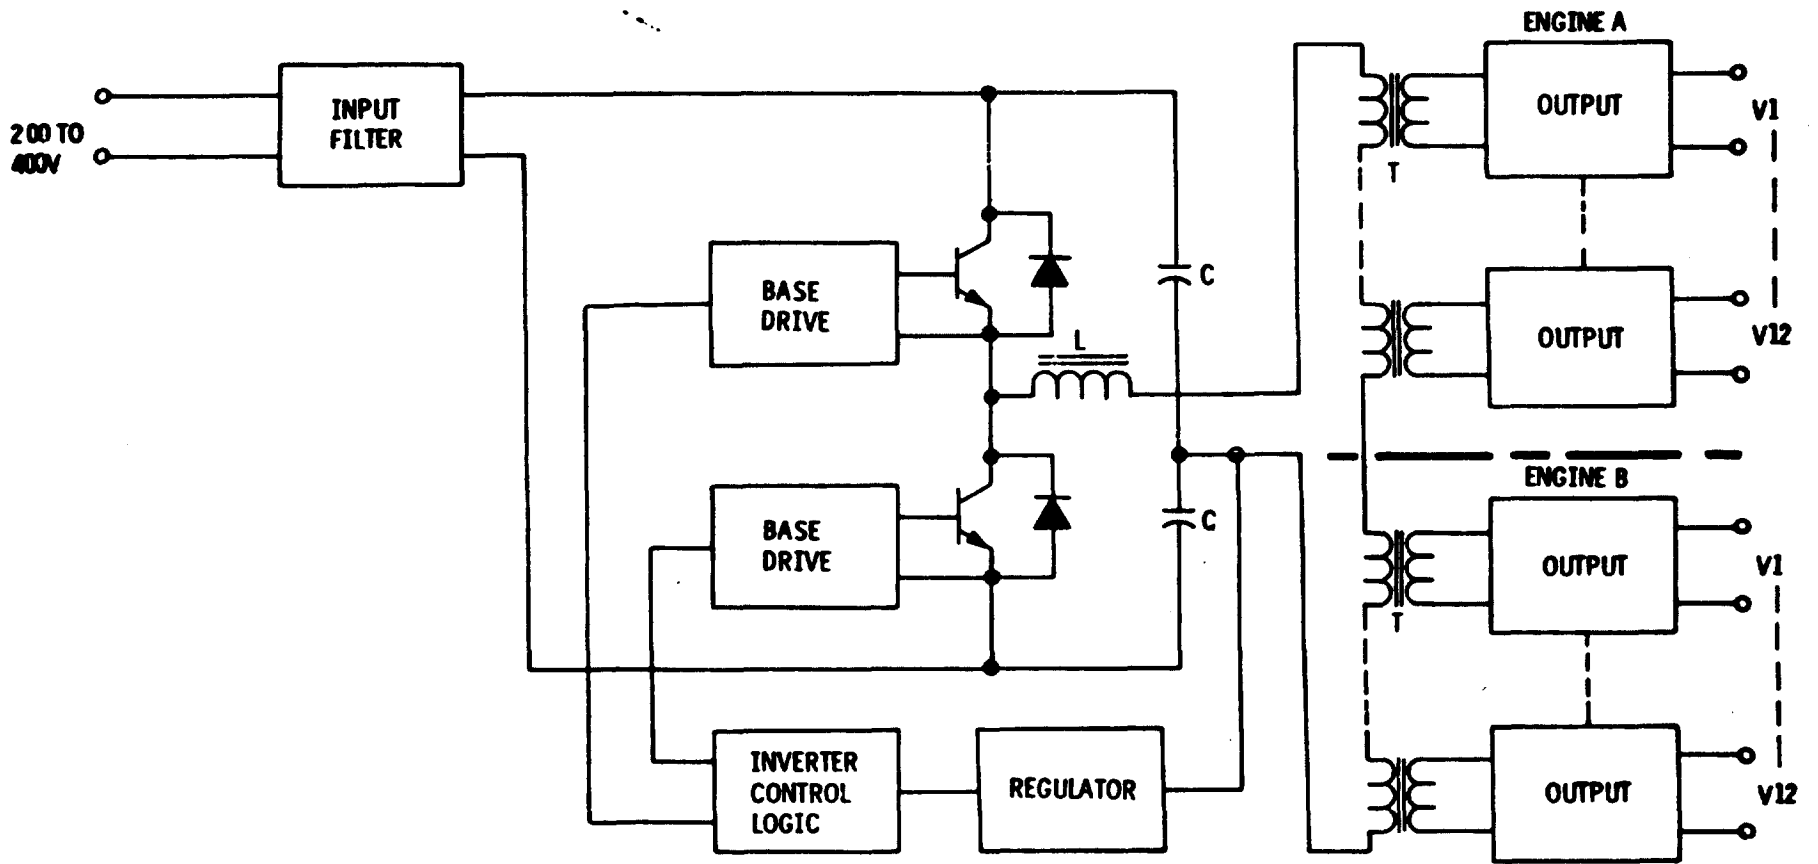 ENGINE A
INPUT
FILTER
200 TO
400V
OUTPUT
V1
T
BASE
DRIVE
C
L
OUTPUT
V12
ENGINE B
BASE
DRIVE
C
OUTPUT
V1
T
INVERTER
CONTROL
LOGIC
REGULATOR
OUTPUT
V12